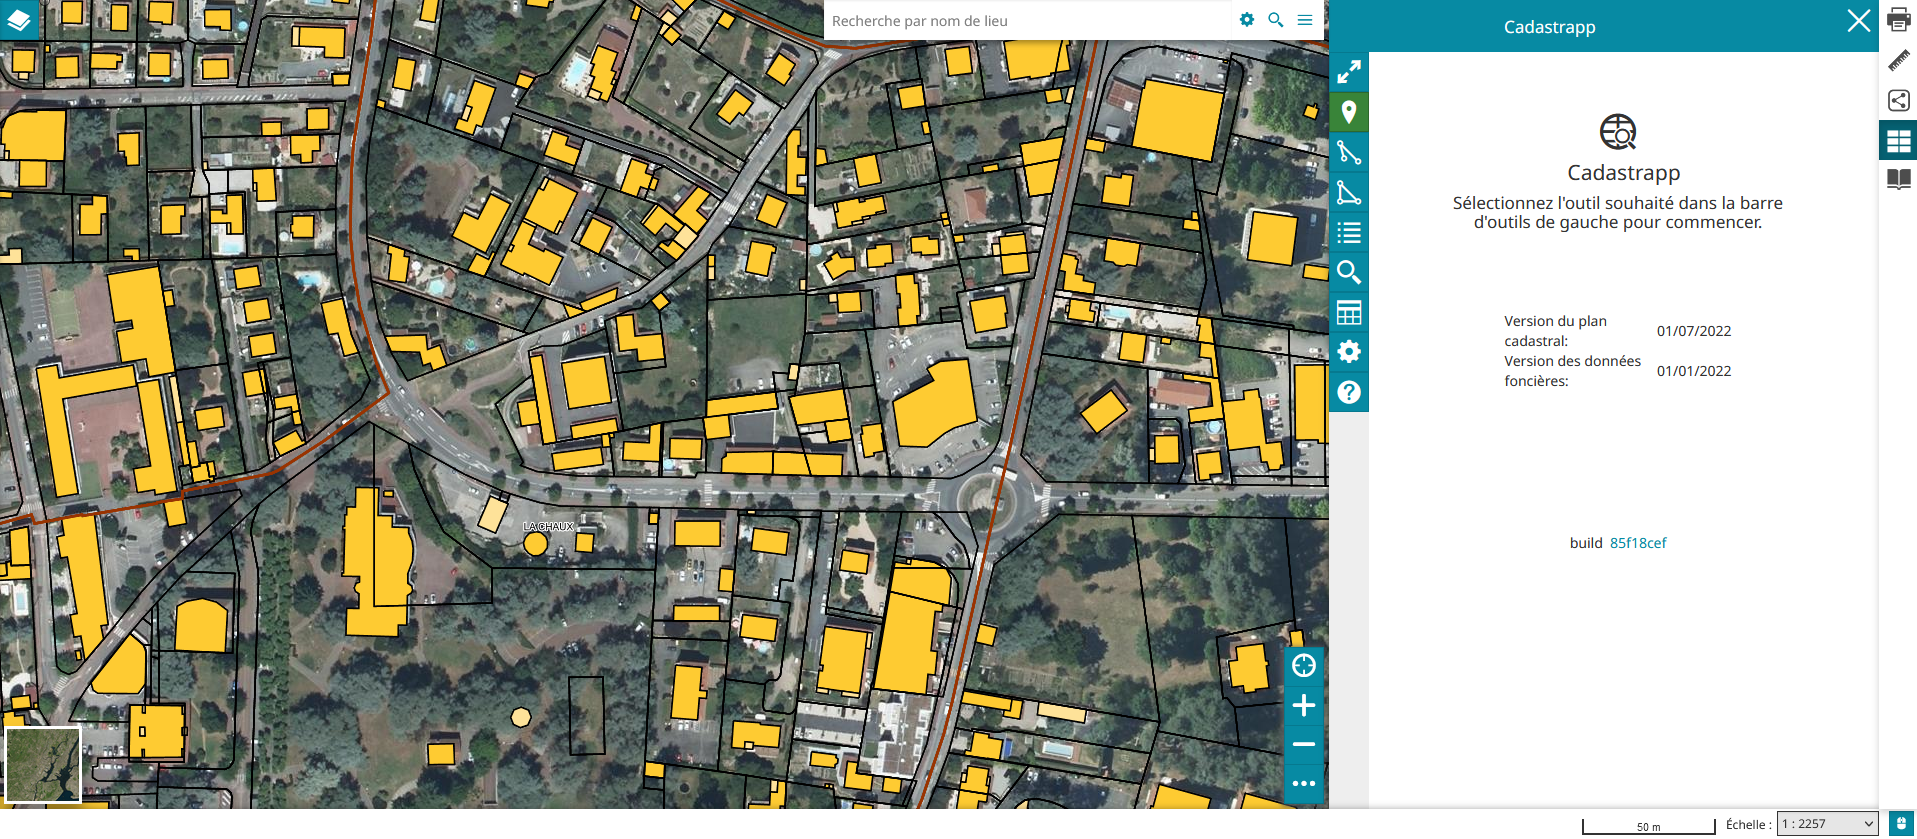 Recherche par nom de lieu
Cadastrapp
Cadastrapp
Sélectionnez l'outil souhaité dans la barre
d'outils de gauche pour commencer.
Version du plan
cadastral:
01/07/2022
Version des données
foncières:
01/01/2022
build 85f18cef
LA CHAUX
50 m
Échelle :
1 : 2257